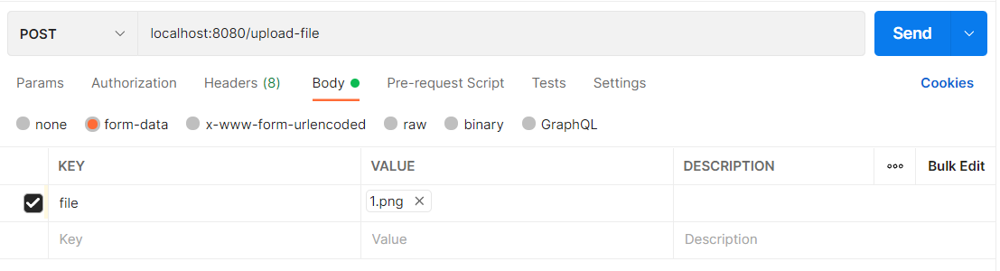 POST localhost:8080/upload-file Send
Params Authorization Headers (8) Body Pre-request Script Tests Settings Cookies
none form-data x-www-form-urlencoded raw binary GraphQL
KEY VALUE DESCRIPTION ooo Bulk Edit
file 1.png ×
Key Value Description